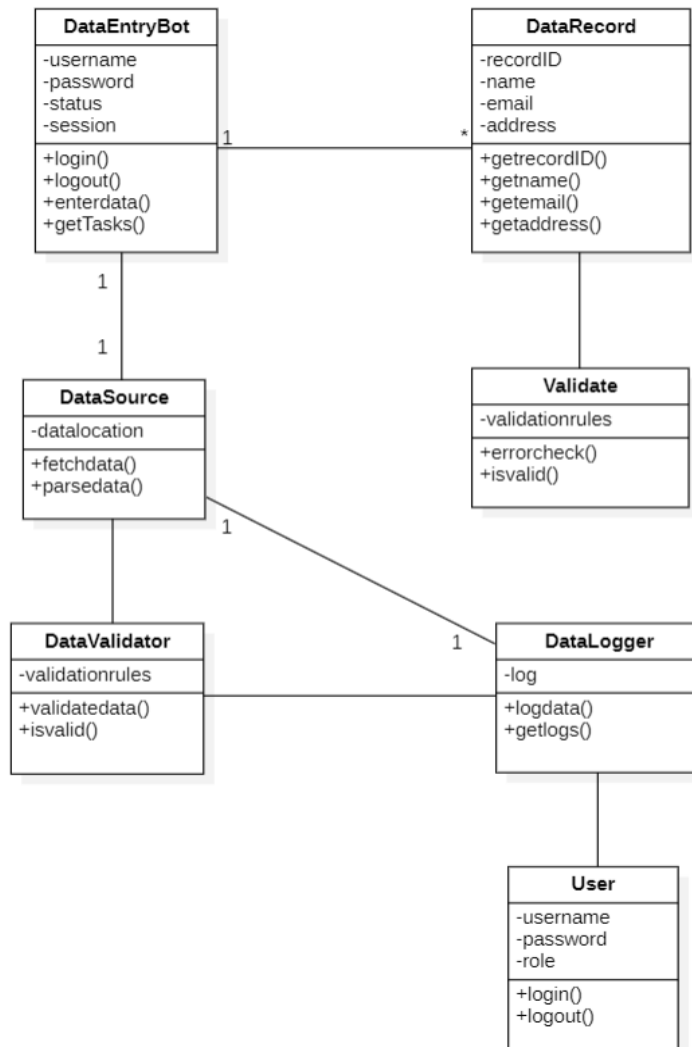 DataEntryBot
-username
-password
-status
-session
+login()
+logout()
+enterdata()
+getTasks()
1
*
DataRecord
-recordID
-name
-email
-address
+getrecordID()
+getname()
+getemail()
+getaddress()
1
1
DataSource
-datalocation
+fetchdata()
+parsedata()
Validate
-validationrules
+errorcheck()
+isvalid()
1
1
DataValidator
-validationrules
+validatedata()
+isvalid()
DataLogger
-log
+logdata()
+getlogs()
User
-username
-password
-role
+login()
+logout()